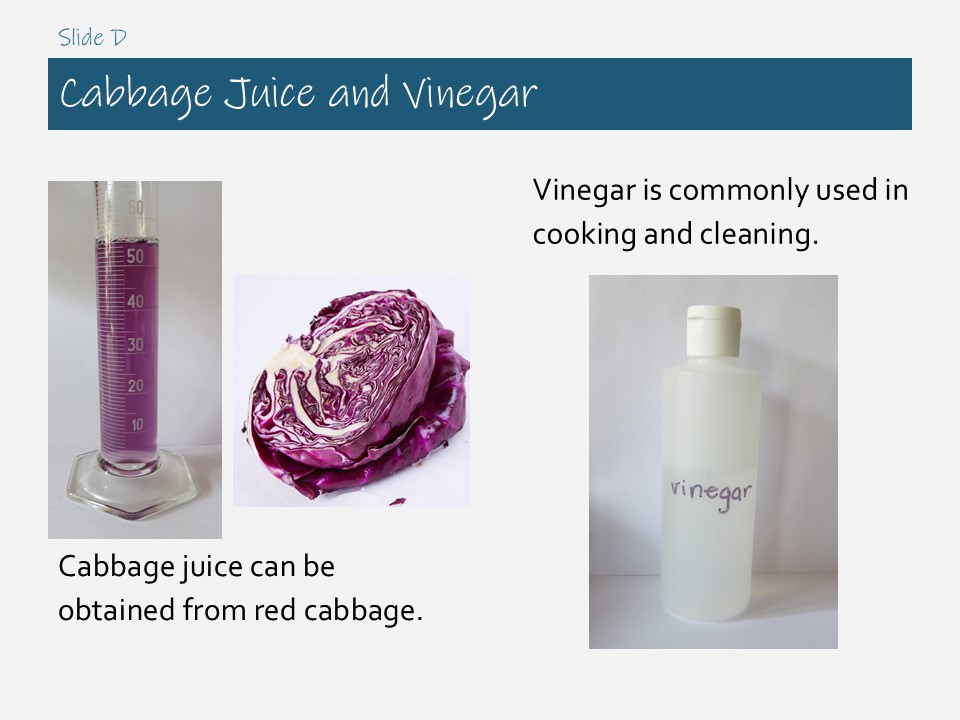 Slide D
Cabbage Juice and Vinegar
Vinegar is commonly used in
cooking and cleaning.
60
50
40
30
20
10
vinegar
Cabbage juice can be
obtained from red cabbage.